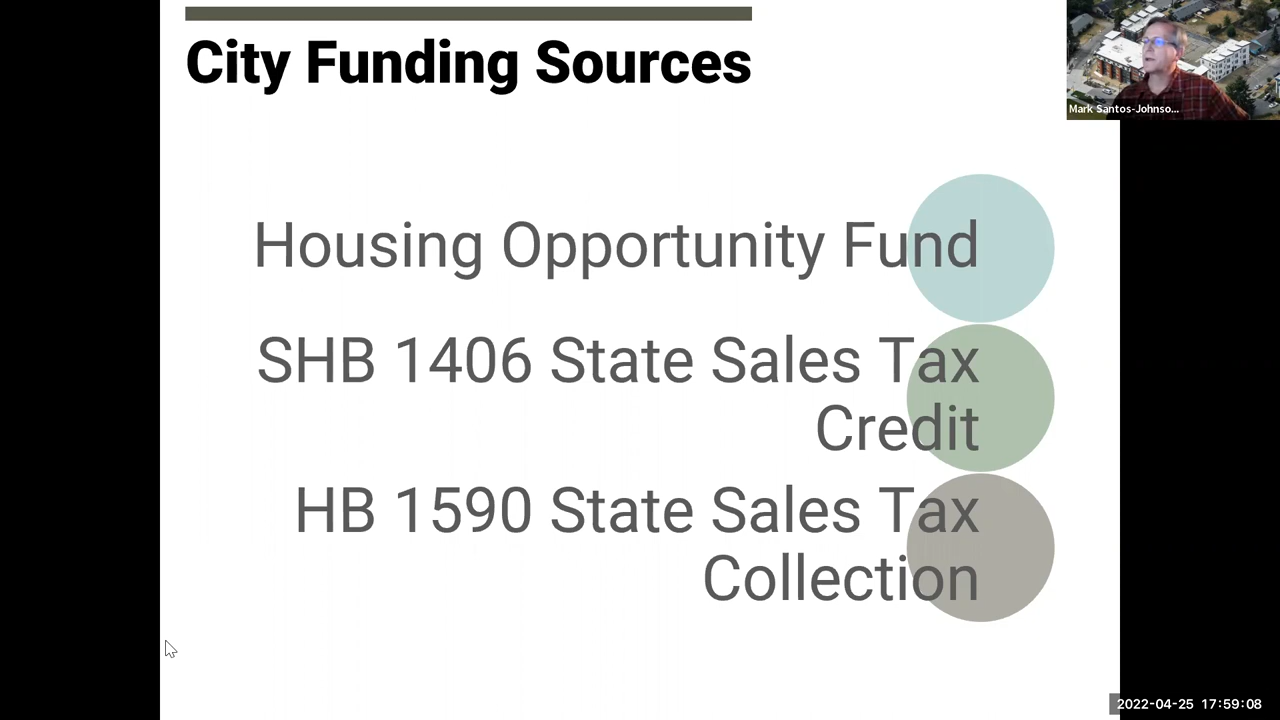 City Funding Sources
Mark Santos-Johnso...
Housing Opportunity Fund
SHB 1406 State Sales Tax
Credit
HB 1590 State Sales Tax
Collection
2022-04-25 17:59:08